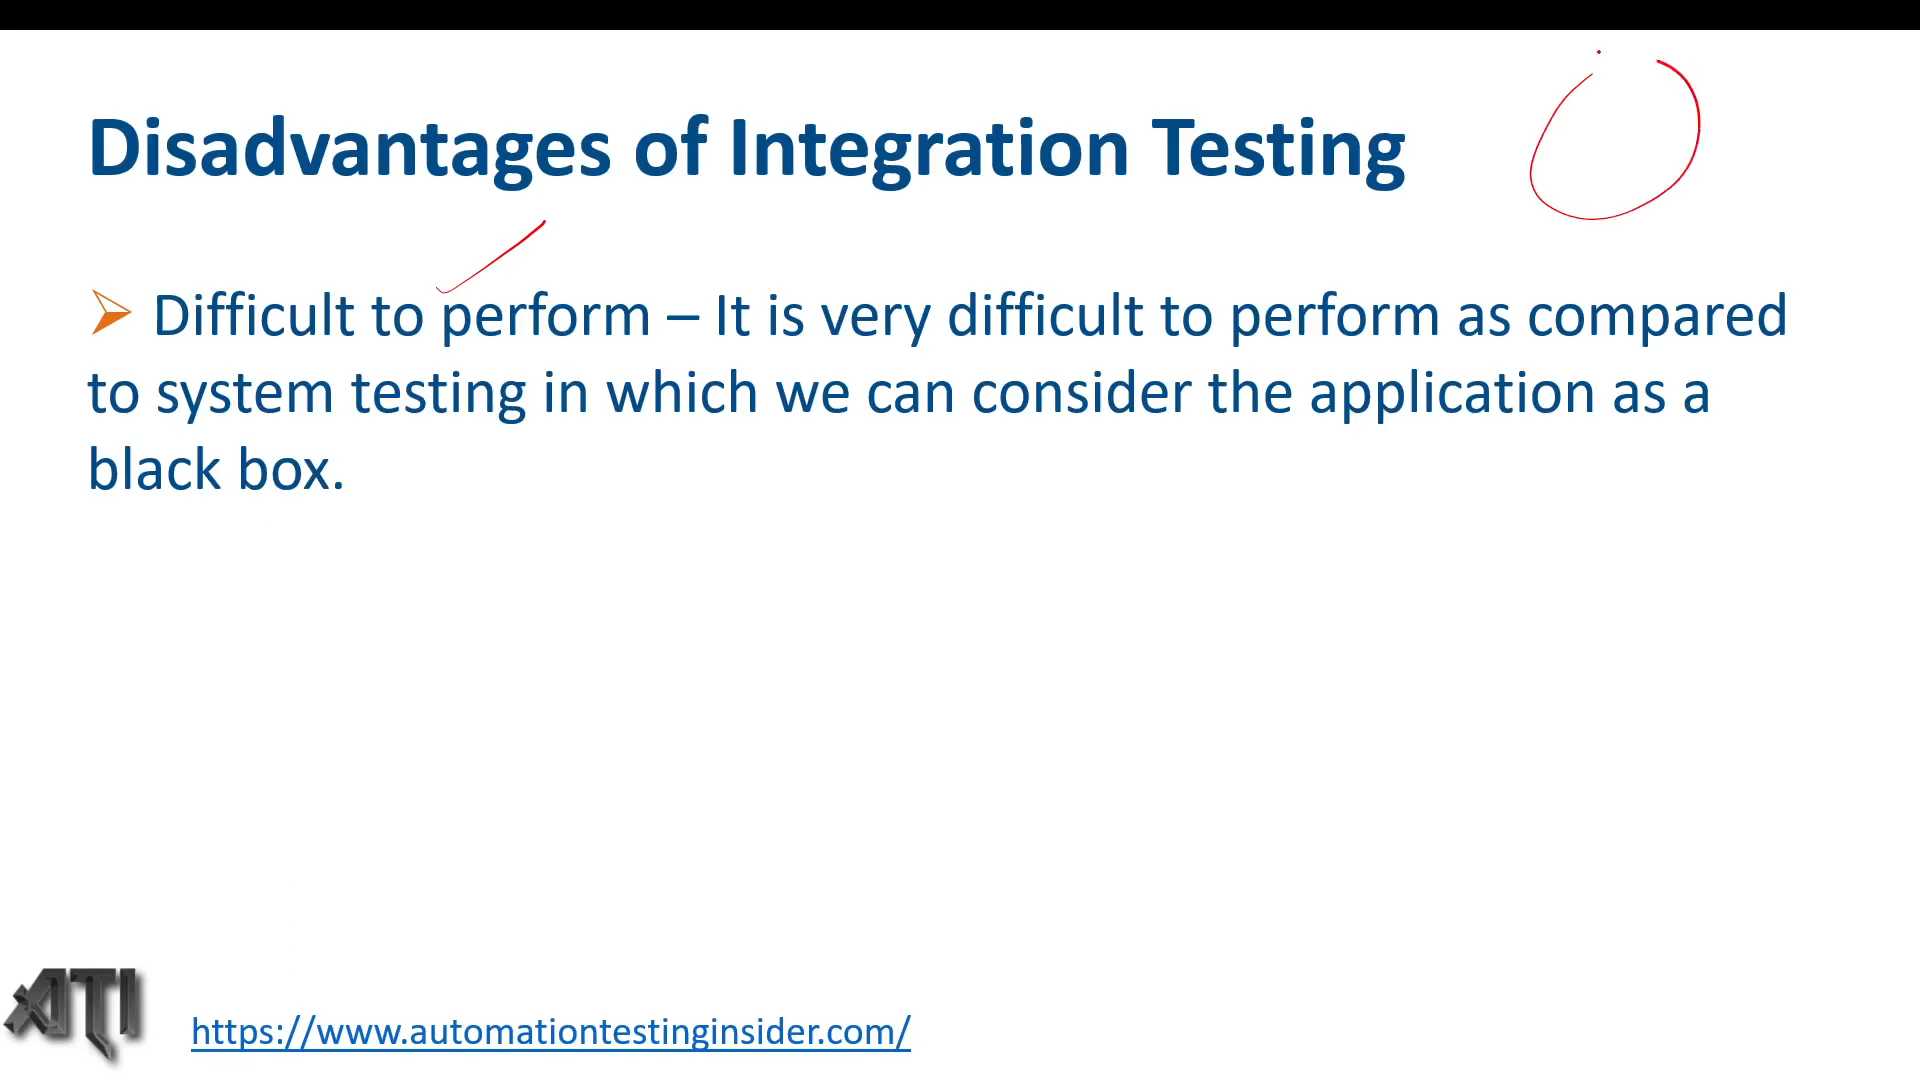 Disadvantages of Integration Testing
Difficult to perform – It is very difficult to perform as compared
to system testing in which we can consider the application as a
black box.
ATI
https://www.automationtestinginsider.com/